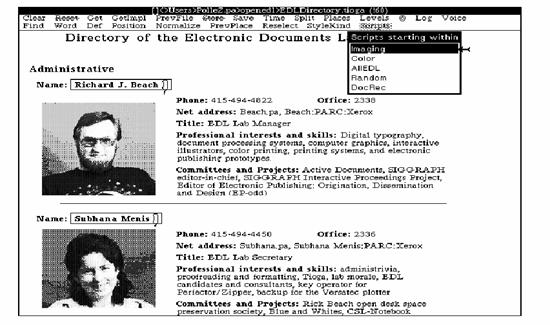 []OUsers>PolleZ.pa>opened1>EDLDirectory.tioga (160)
Clear Reset Get GetImpl PrevFile Store Save Time Split Places Levels @ Log Voice
Find Word Def Position Normalize PrevPlace Reselect StyleKind Scripts
Directory of the Electronic Documents L
Scripts starting within
Imaging
Color
AllEDL
Random
DocRec
Administrative
Name: Richard J. Beach
Phone: 415-494-4822 Office: 2338
Net address: Beach.pa, Beach:PARC:Xerox
Title: EDL Lab Manager
Professional interests and skills: Digital typography,
document processing systems, computer graphics, interactive
illustrators, color printing, printing systems, and electronic
publishing prototypes.
Committees and Projects: Active Documents, SIGGRAPH
editor-in-chief, SIGGRAPH Interactive Proceedings Project,
Editor of Electronic Publishing: Origination, Dissemination
and Design (EP-odd)
Name: Subhana Menis
Phone: 415-494-4450 Office: 2336
Net address: Subhana.pa, Subhana Menis:PARC:Xerox
Title: EDL Lab Secretary
Professional interests and skills: administrivia,
proofreading and formatting, Tioga, lab morale, EDL
candidates and consultants, key operator for
Periector/Zipper, backup for the Versatec plotter
Committees and Projects: Rick Beach open desk space
preservation society, Blue and Whites, CSL-Notebook